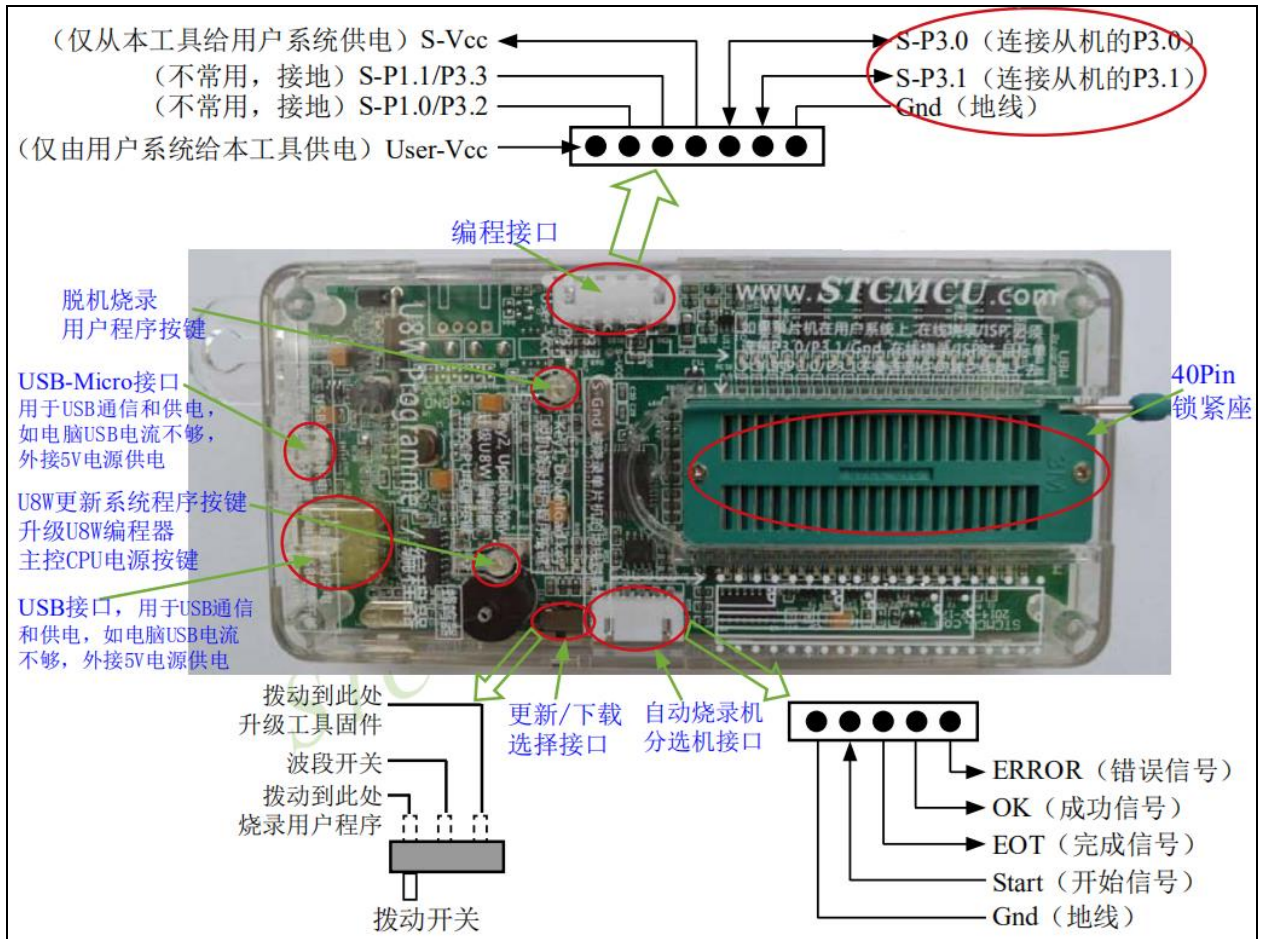 （仅从本工具给用户系统供电）S-Vcc
（不常用，接地）S-P1.1/P3.3
（不常用，接地）S-P1.0/P3.2
（仅由用户系统给本工具供电）User-Vcc
S-P3.0（连接从机的P3.0）
S-P3.1（连接从机的P3.1）
Gnd（地线）
编程接口
脱机烧录
用户程序按键
USB-Micro接口
用于USB通信和供电，
如电脑USB电流不够，
外接5V电源供电
U8W更新系统程序按键
升级U8W编程器
主控CPU电源按键
USB接口，用于USB通信
和供电，如电脑USB电流
不够，外接5V电源供电
www.STCMCU.com
U8W Programmer/编程器
40Pin
锁紧座
拨动到此处
升级工具固件
波段开关
拨动到此处
烧录用户程序
拨动开关
更新/下载
选择接口
自动烧录机
分选机接口
ERROR（错误信号）
OK（成功信号）
EOT（完成信号）
Start（开始信号）
Gnd（地线）